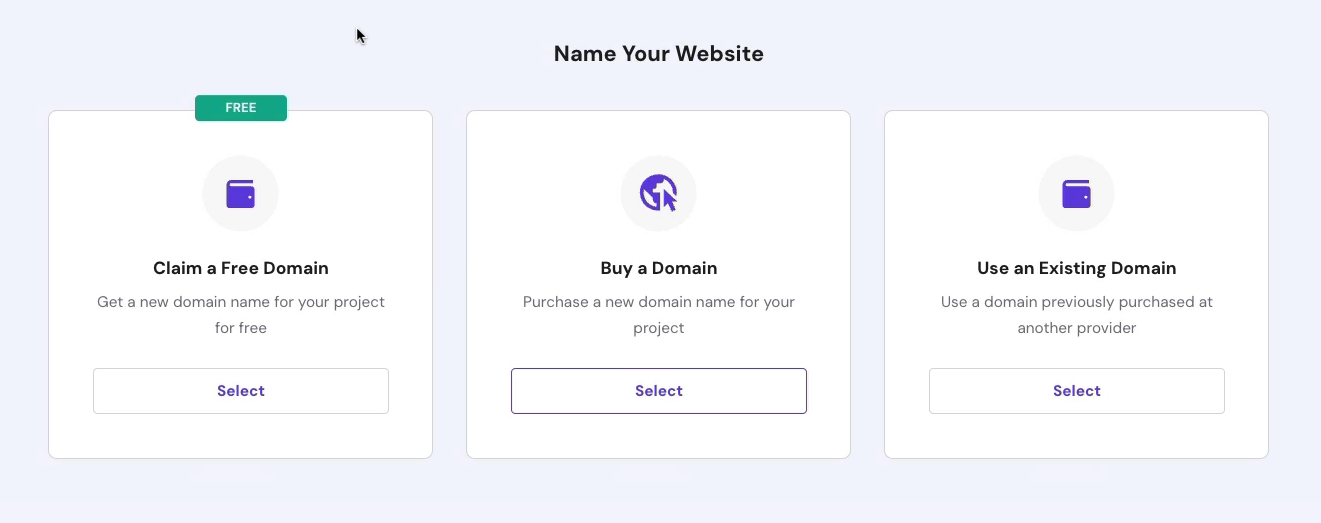 Name Your Website
FREE
Claim a Free Domain
Get a new domain name for your project
for free
Select
Buy a Domain
Purchase a new domain name for your
project
Select
Use an Existing Domain
Use a domain previously purchased at
another provider
Select